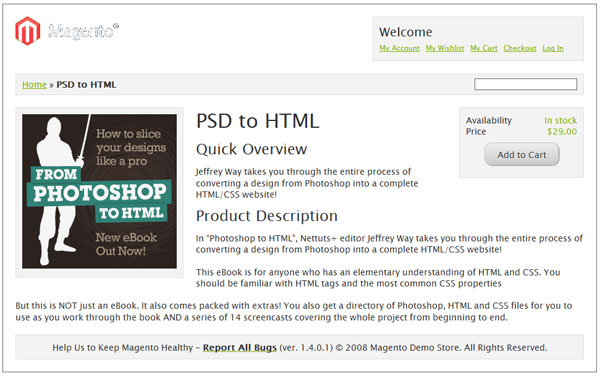 Magento®
Welcome
My Account My Wishlist My Cart Checkout Log In
Home » PSD to HTML
How to slice
your designs
like a pro
FROM
PHOTOSHOP
TO HTML
New eBook
Out Now!
PSD to HTML
Quick Overview
Jeffrey Way takes you through the entire process of
converting a design from Photoshop into a complete
HTML/CSS website!
Availability In stock
Price $29.00
Add to Cart
Product Description
In "Photoshop to HTML", Nettuts+ editor Jeffrey Way takes you through the entire process of
converting a design from Photoshop into a complete HTML/CSS website!
This eBook is for anyone who has an elementary understanding of HTML and CSS. You
should be familiar with HTML tags and the most common CSS properties
But this is NOT just an eBook. It also comes packed with extras! You also get a directory of Photoshop, HTML and CSS files for you to
use as you work through the book AND a series of 14 screencasts covering the whole project from beginning to end.
Help Us to Keep Magento Healthy - Report All Bugs (ver. 1.4.0.1) © 2008 Magento Demo Store. All Rights Reserved.